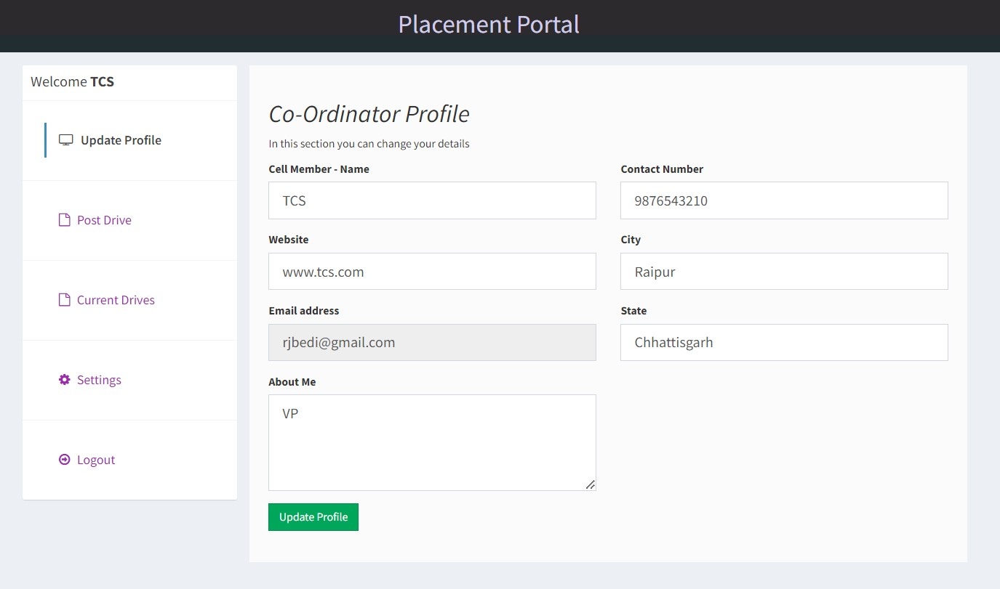 Placement Portal
Welcome TCS
Update Profile
Post Drive
Current Drives
Settings
Logout
Co-Ordinator Profile
In this section you can change your details
Cell Member - Name
TCS
Contact Number
9876543210
Website
www.tcs.com
City
Raipur
Email address
rjbedi@gmail.com
State
Chhattisgarh
About Me
VP
Update Profile